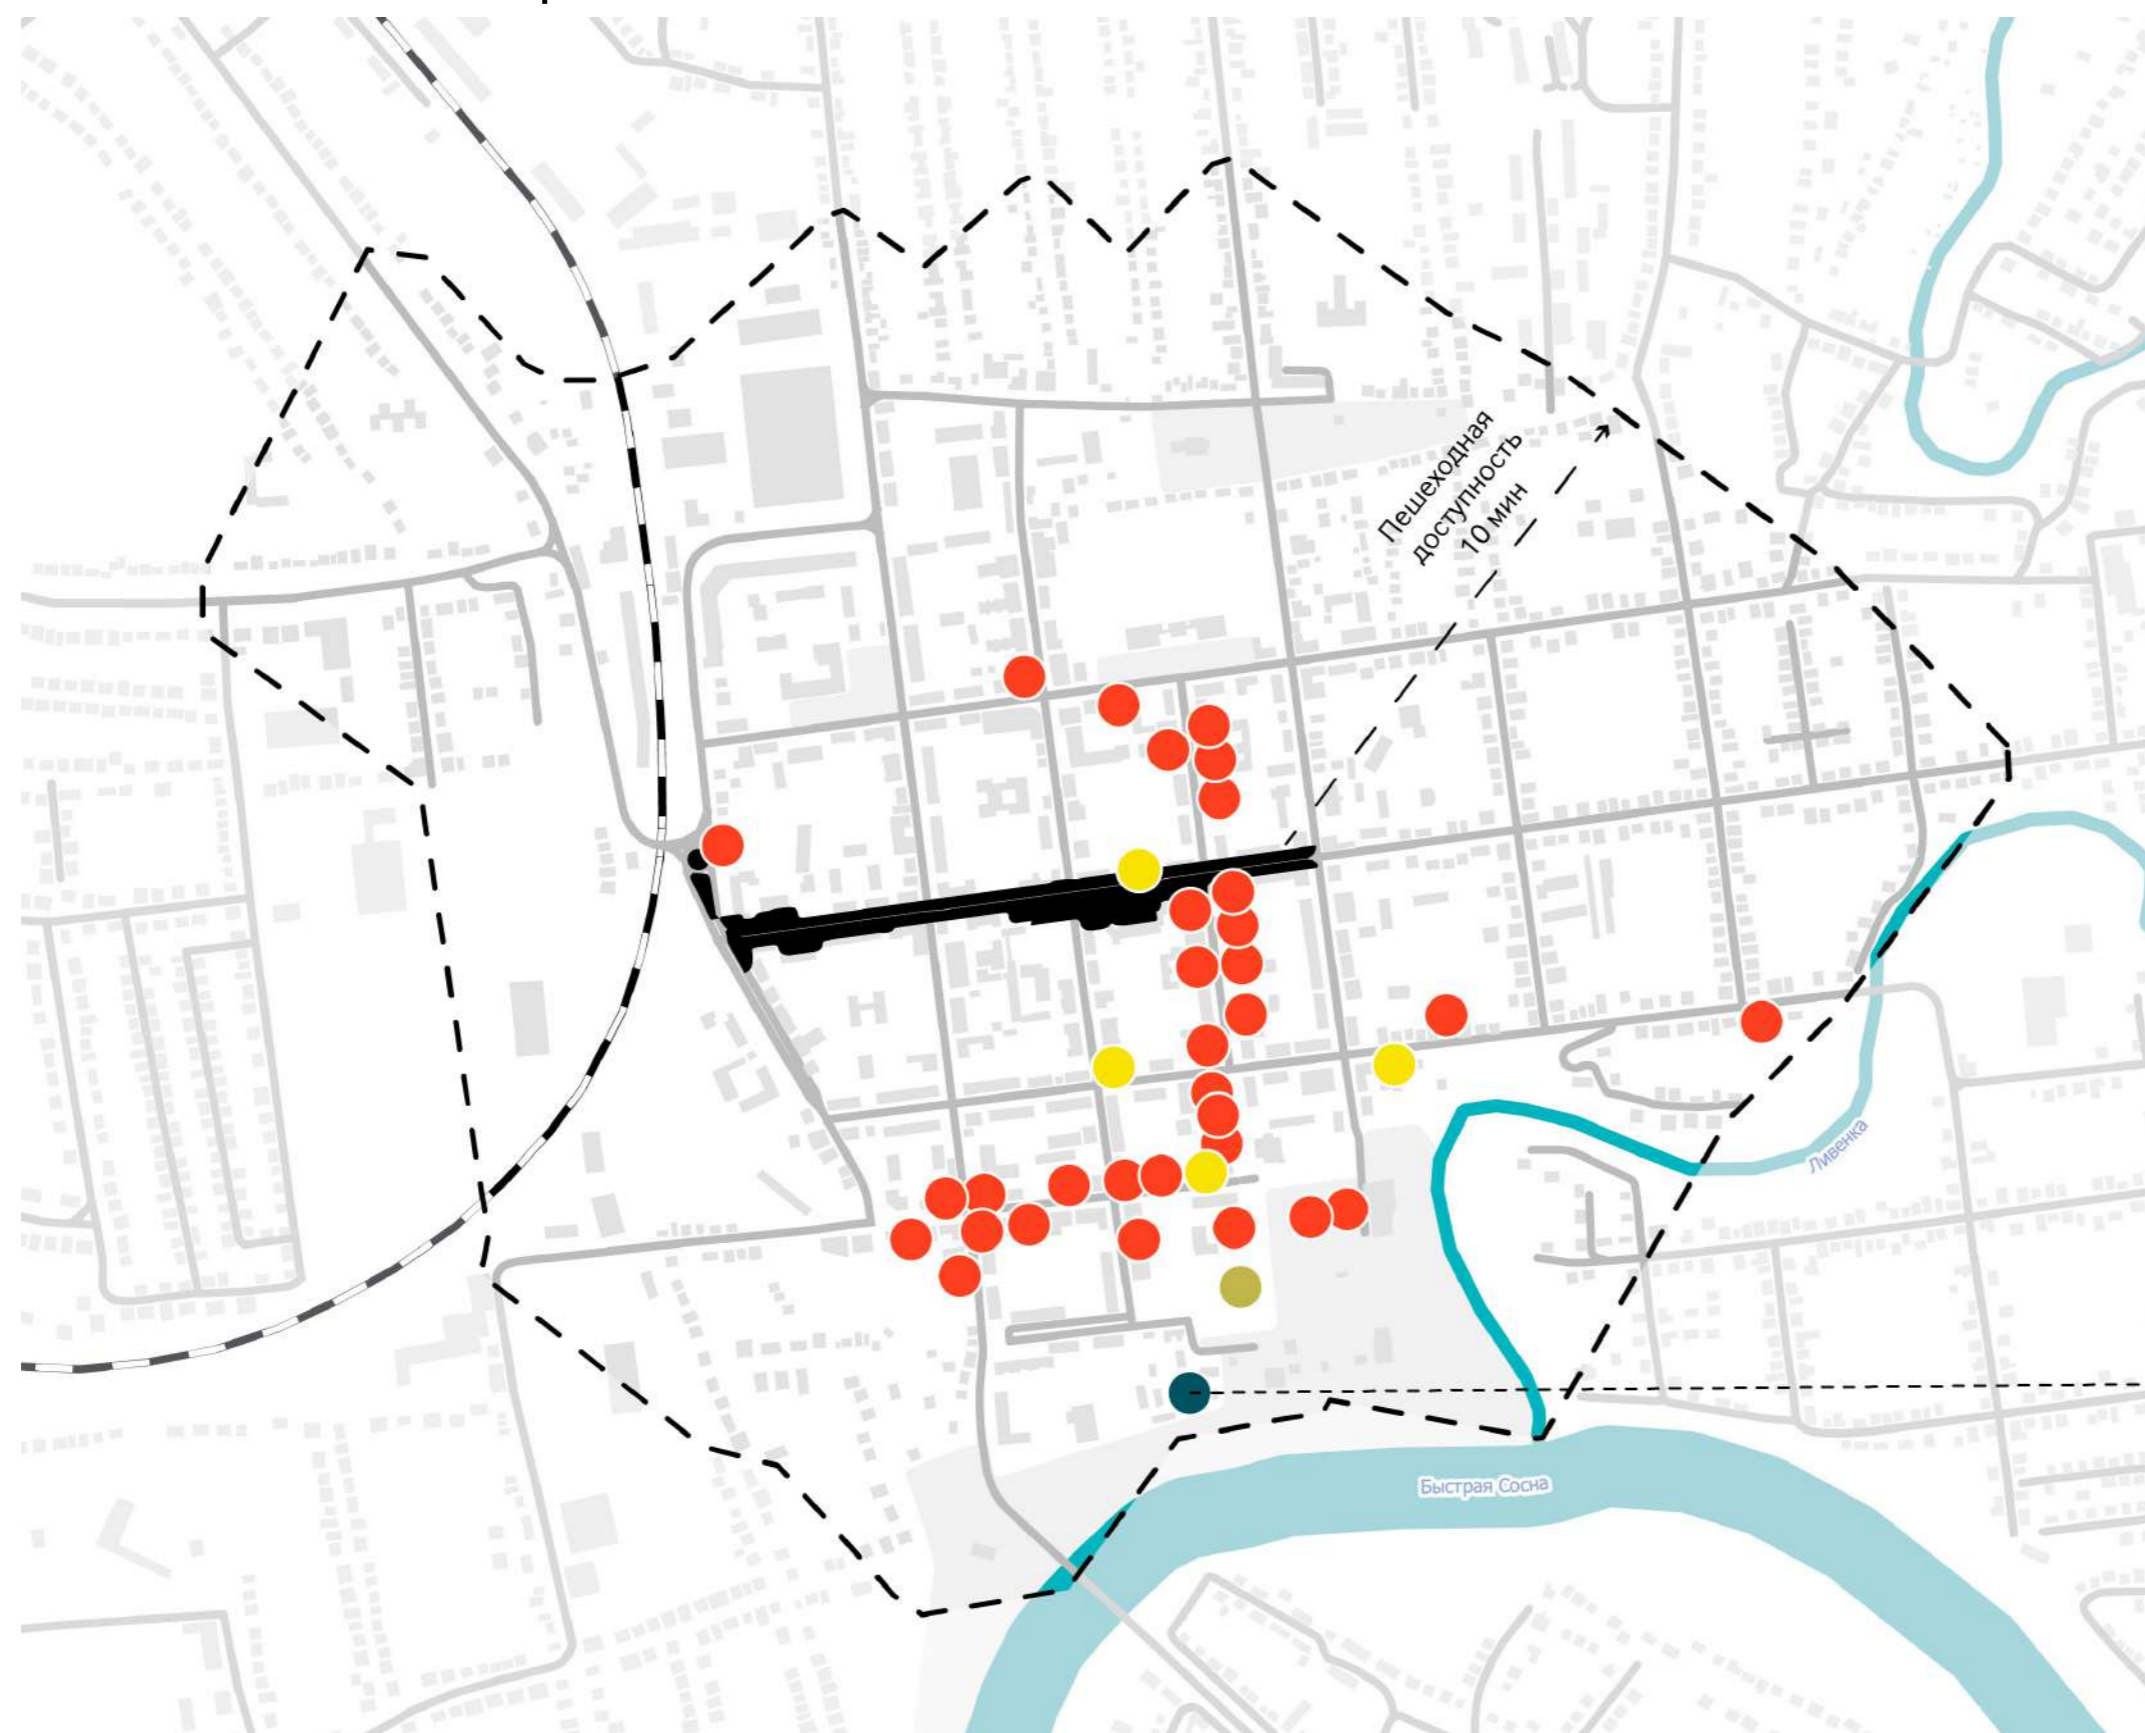 Пешеходная
доступность
10 мин
Ливенка
Быстрая Сосна